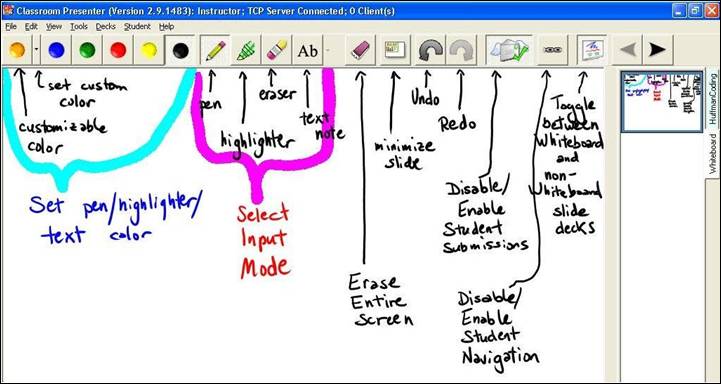 Classroom Presenter (Version 2.9.1483): Instructor; TCP Server Connected; 0 Client(s)
File Edit View Tools Decks Student Help
Ab
set custom
color
customizable
color
Set pen/highlighter/
text color
pen
highlighter
eraser
text
note
Select
Input
Mode
Erase
Entire
Screen
minimize
slide
Undo
Redo
Disable/
Enable
Student
Submissions
Disable/
Enable
Student
Navigation
Toggle
between
Whiteboard
and
non-
Whiteboard
slide
decks
HuffmanCoding
Whiteboard